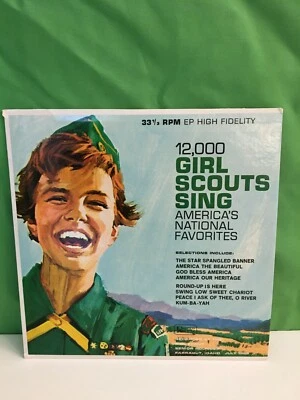 33⅓ RPM EP HIGH FIDELITY
12,000
GIRL
SCOUTS
SING
AMERICA'S
NATIONAL
FAVORITES
SELECTIONS INCLUDE:
THE STAR SPANGLED BANNER
AMERICA THE BEAUTIFUL
GOD BLESS AMERICA
AMERICA OUR HERITAGE
ROUND-UP IS HERE
SWING LOW SWEET CHARIOT
PEACE I ASK OF THEE, O RIVER
KUM-BA-YAH
FARRAGUT, IDAHO